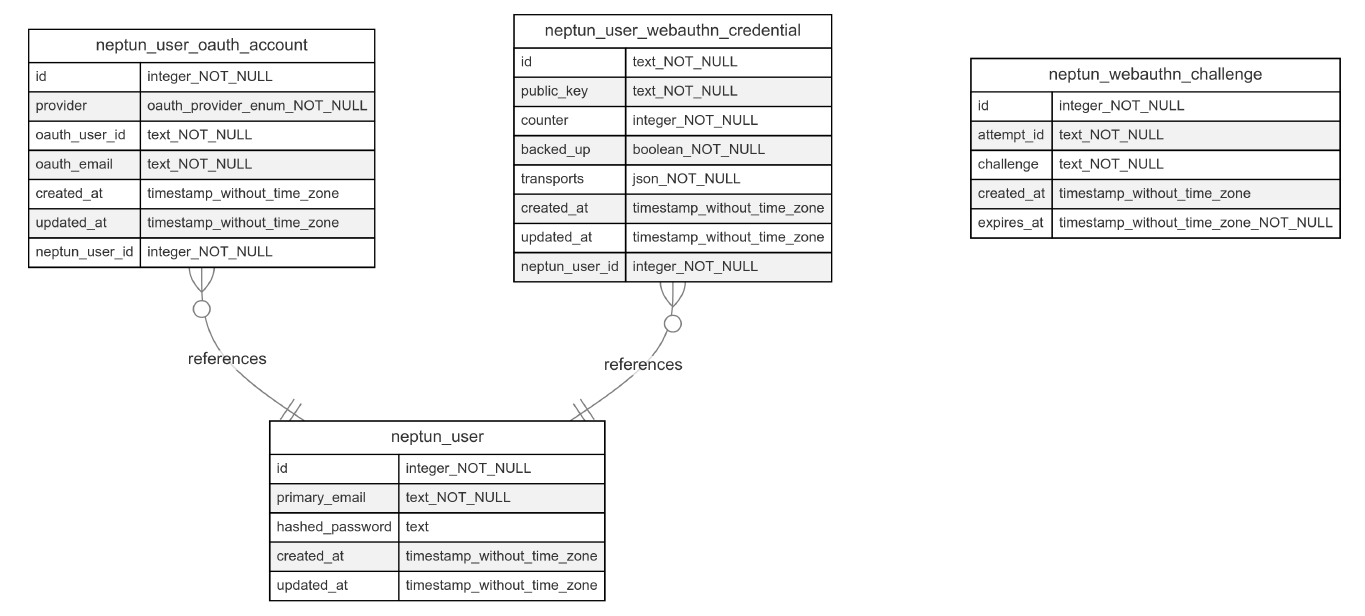 neptun_user_oauth_account
id integer_NOT_NULL
provider oauth_provider_enum_NOT_NULL
oauth_user_id text_NOT_NULL
oauth_email text_NOT_NULL
created_at timestamp_without_time_zone
updated_at timestamp_without_time_zone
neptun_user_id integer_NOT_NULL
neptun_user_webauthn_credential
id text_NOT_NULL
public_key text_NOT_NULL
counter integer_NOT_NULL
backed_up boolean_NOT_NULL
transports json_NOT_NULL
created_at timestamp_without_time_zone
updated_at timestamp_without_time_zone
neptun_user_id integer_NOT_NULL
neptun_webauthn_challenge
id integer_NOT_NULL
attempt_id text_NOT_NULL
challenge text_NOT_NULL
created_at timestamp_without_time_zone
expires_at timestamp_without_time_zone_NOT_NULL
references
references
neptun_user
id integer_NOT_NULL
primary_email text_NOT_NULL
hashed_password text
created_at timestamp_without_time_zone
updated_at timestamp_without_time_zone